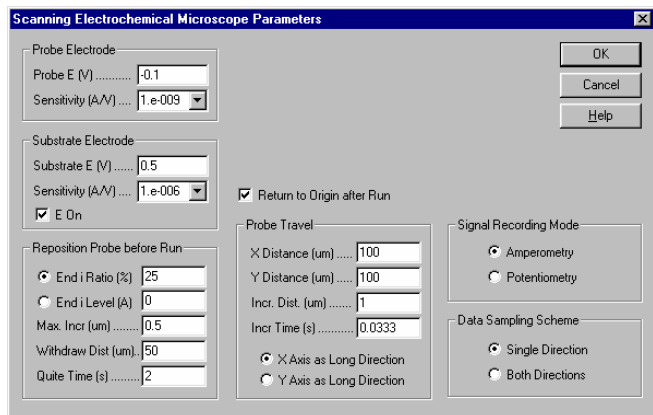 Scanning Electrochemical Microscope Parameters
Probe Electrode
Probe E (V) ........... -0.1
Sensitivity (A/V) .... 1.e-009
Substrate Electrode
Substrate E (V) ...... 0.5
Sensitivity (A/V) .... 1.e-006
E On
Reposition Probe before Run
End i Ratio (%) 25
End i Level (A) 0
Max. Incr (um) ........ 0.5
Withdraw Dist (um).. 50
Quite Time (s) ......... 2
Return to Origin after Run
Probe Travel
X Distance (um) ..... 100
Y Distance (um) ..... 100
Incr. Dist. (um) ....... 1
Incr Time (s) .......... 0.0333
X Axis as Long Direction
Y Axis as Long Direction
OK
Cancel
Help
Signal Recording Mode
Amperometry
Potentiometry
Data Sampling Scheme
Single Direction
Both Directions